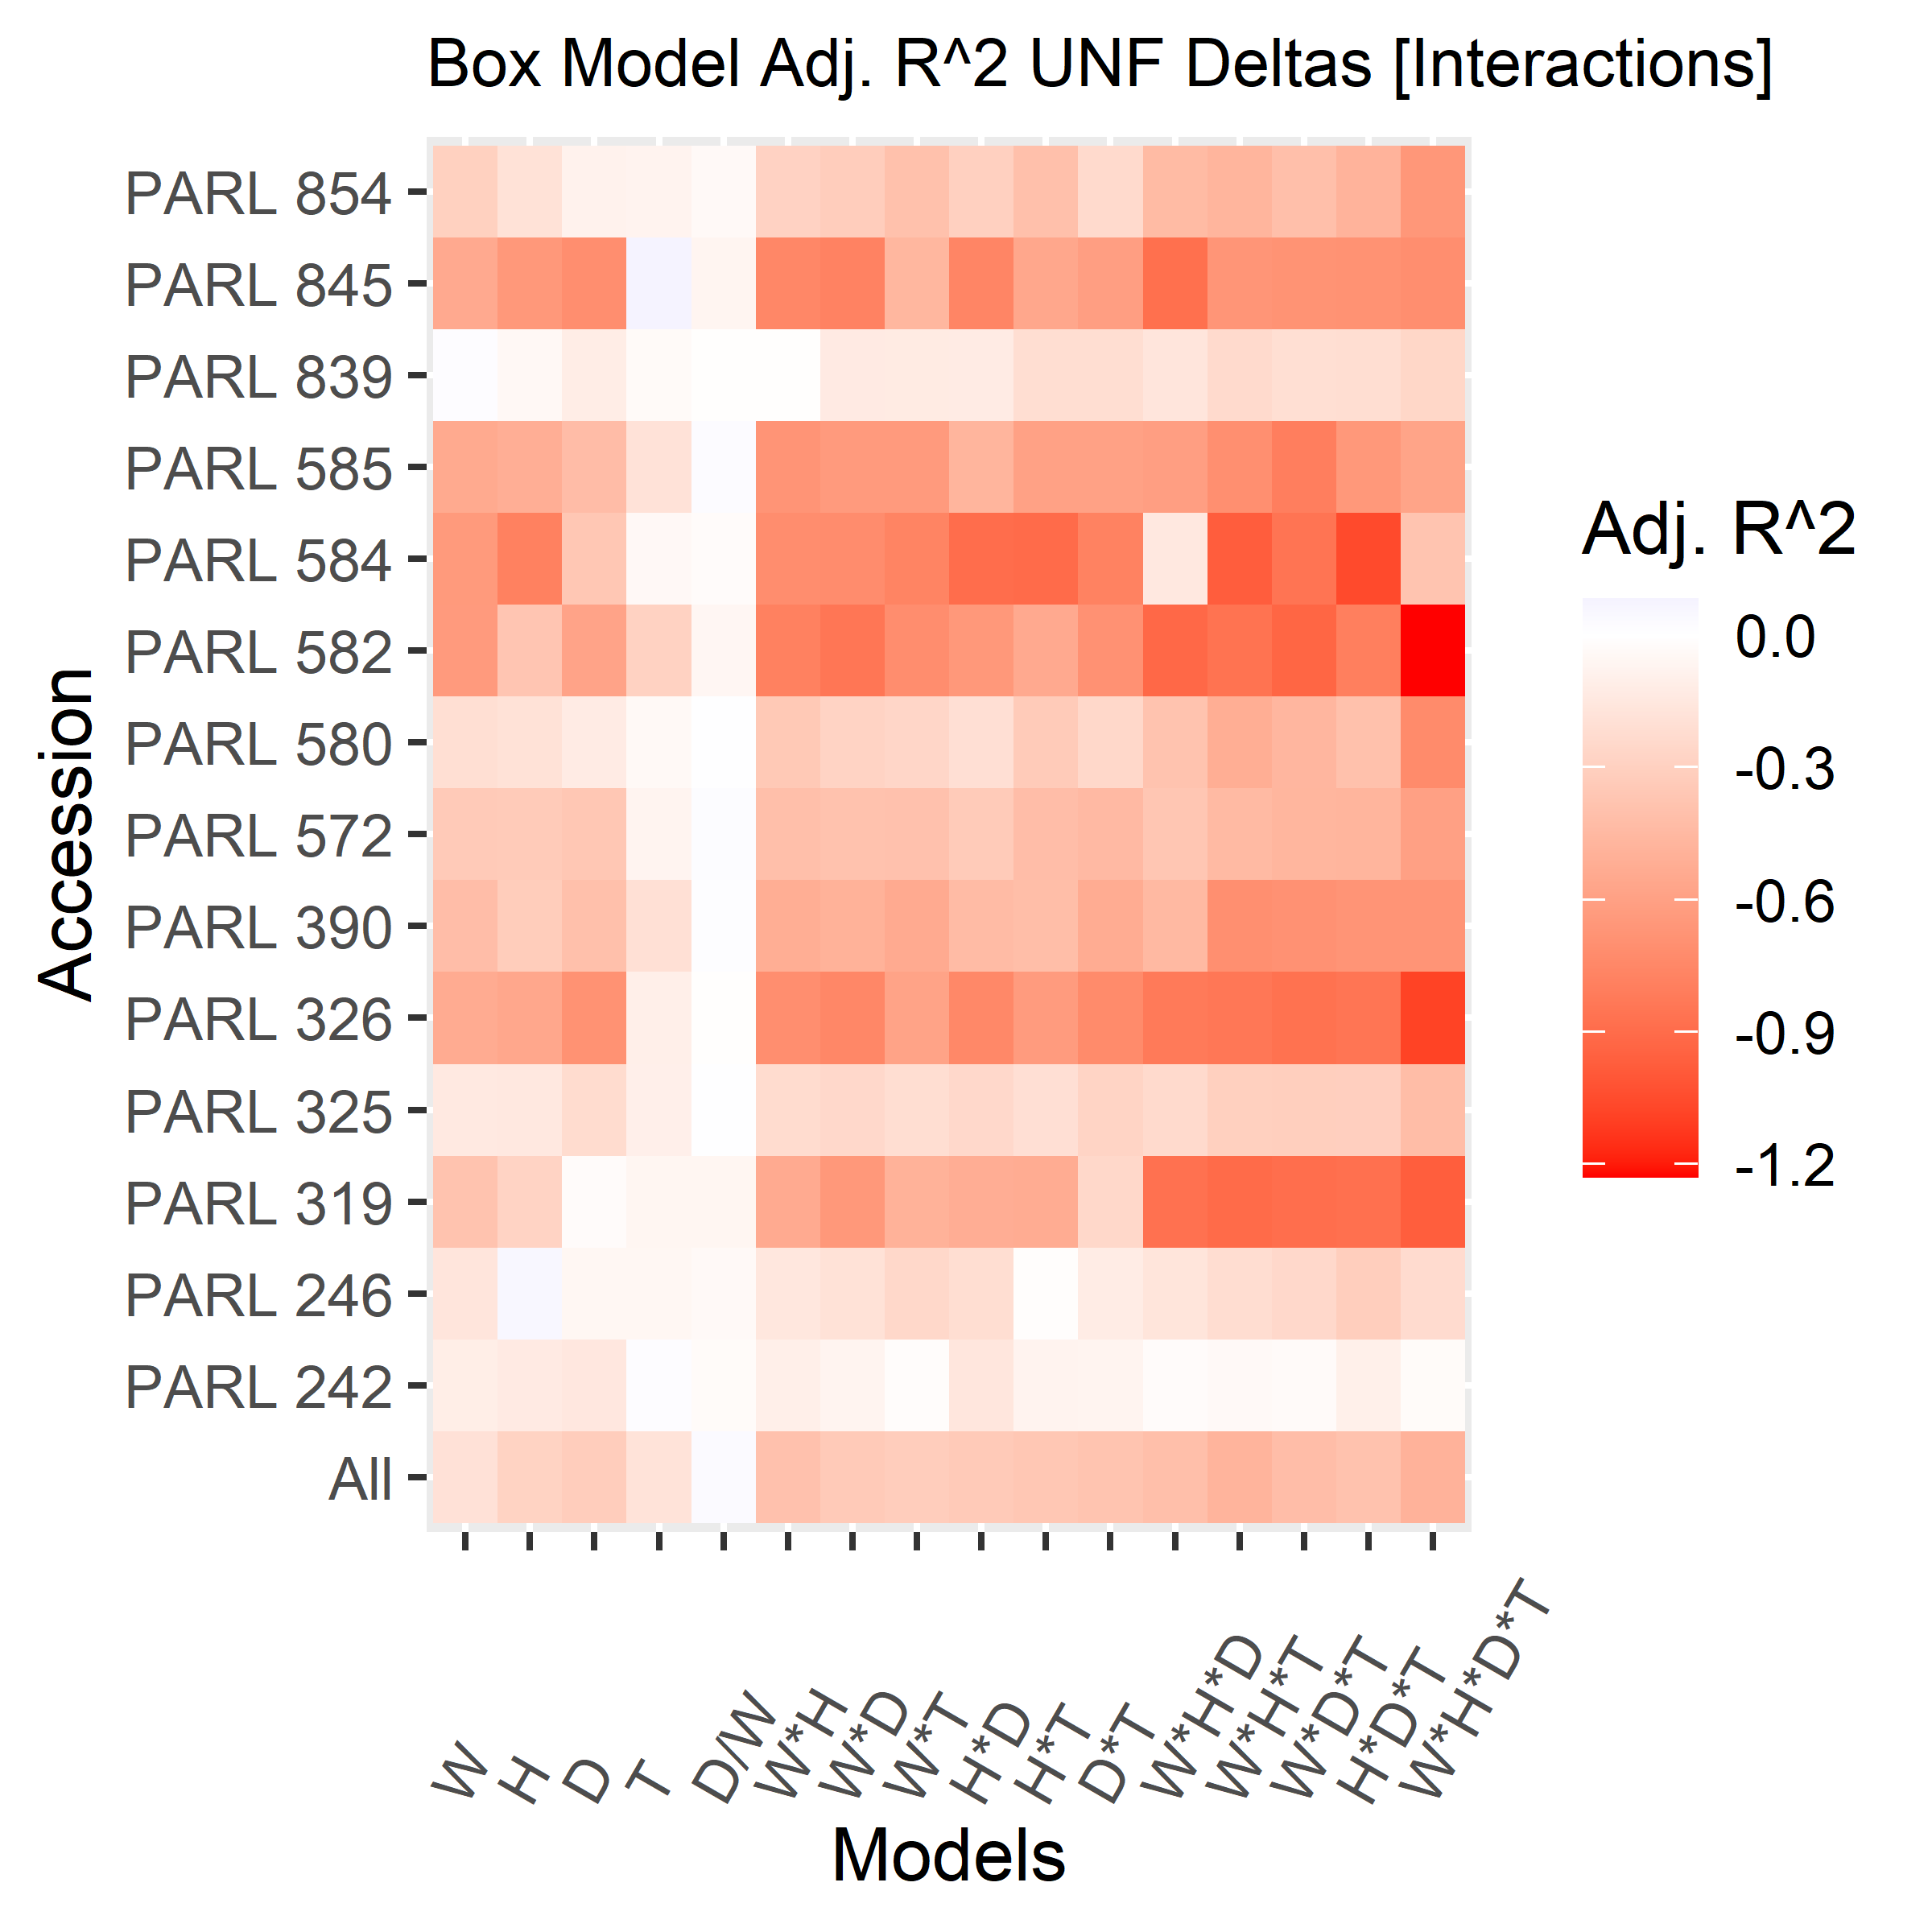 Box Model Adj. R^2 UNF Deltas [Interactions]
Accession
PARL 854
PARL 845
PARL 839
PARL 585
PARL 584
PARL 582
PARL 580
PARL 572
PARL 390
PARL 326
PARL 325
PARL 319
PARL 246
PARL 242
All
W
H
D
T
D/W
W*H
W*D
W*T
H*D
H*T
D*T
W*H*D
W*H*T
W*D*T
H*D*T
W*H*D*T
Models
Adj. R^2
0.0
-0.3
-0.6
-0.9
-1.2